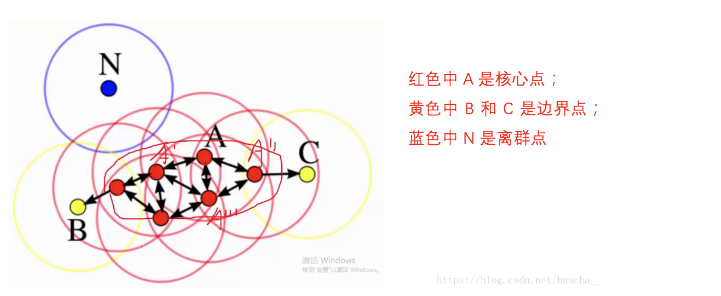 N
A
C
B
A'
A''
A'''
红色中 A 是核心点；
黄色中 B 和 C 是边界点；
蓝色中 N 是离群点
激活 Windows
转到"设置"以激活 Windows。
https://blog.csdn.net/huacha__